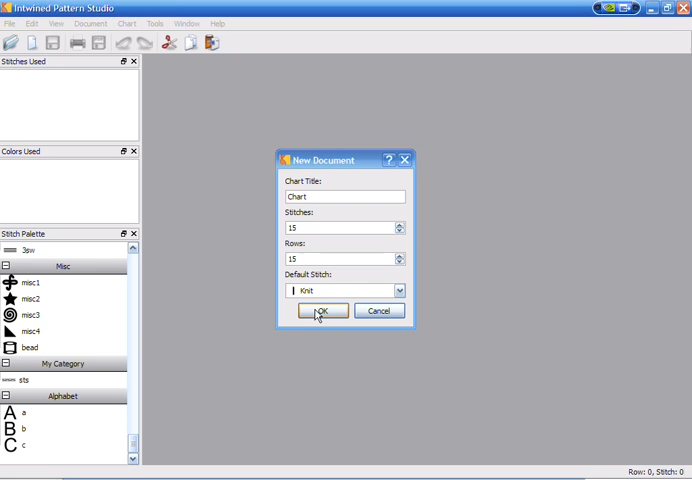 Intwined Pattern Studio
File Edit View Document Chart Tools Window Help
Stitches Used
Colors Used
Stitch Palette
3sw
Misc
misc1
misc2
misc3
misc4
bead
My Category
sts
Alphabet
A a
B b
C c
New Document
Chart Title:
Chart
Stitches:
15
Rows:
15
Default Stitch:
Knit
OK Cancel
Row: 0, Stitch: 0